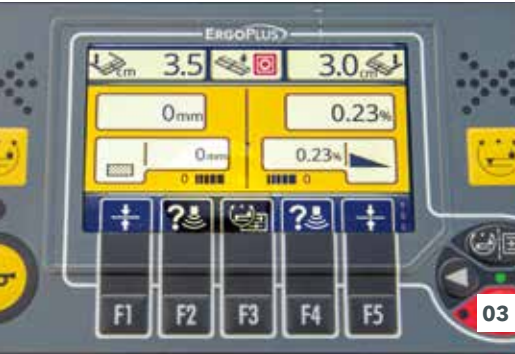 ERGOPLUS
cm 3.5 3.0 cm
0mm 0.23%
0mm 0.23%
0 0
? ?
F1 F2 F3 F4 F5
03